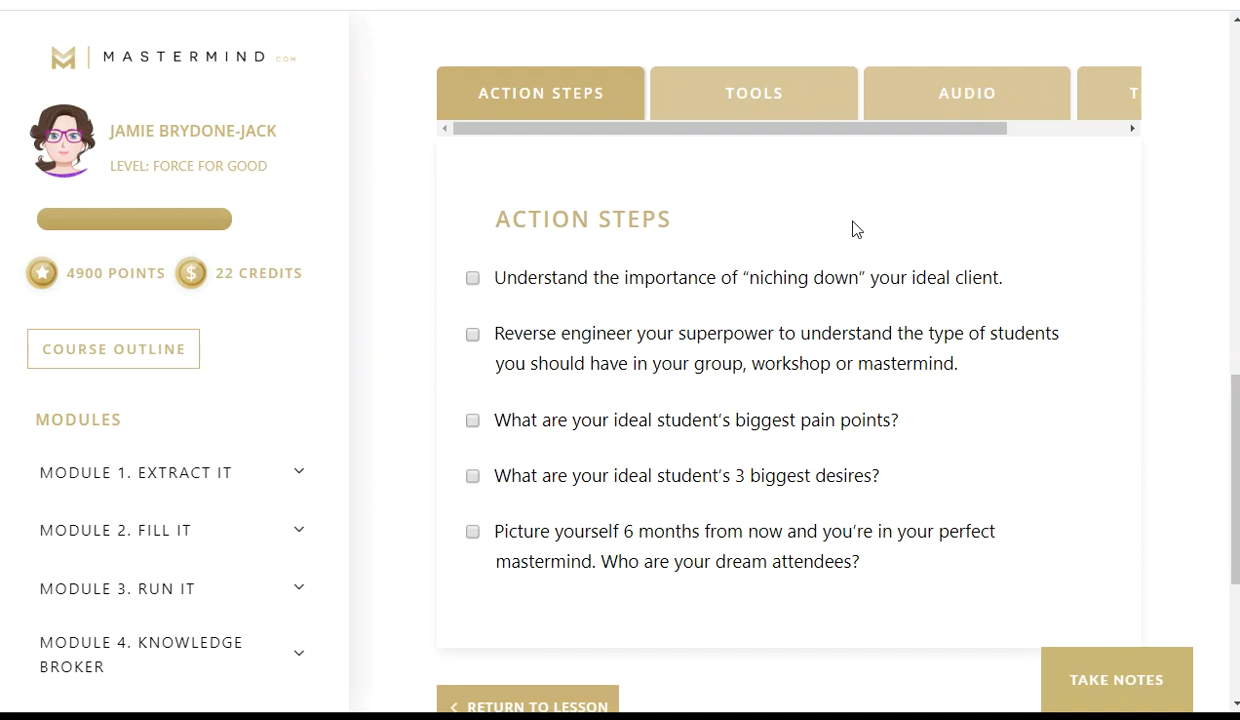 MASTERMIND.COM
JAMIE BRYDONE-JACK
LEVEL: FORCE FOR GOOD
4900 POINTS
$ 22 CREDITS
COURSE OUTLINE
MODULES
MODULE 1. EXTRACT IT
MODULE 2. FILL IT
MODULE 3. RUN IT
MODULE 4. KNOWLEDGE
BROKER
ACTION STEPS
TOOLS
AUDIO
T
ACTION STEPS
Understand the importance of “niching down” your ideal client.
Reverse engineer your superpower to understand the type of students
you should have in your group, workshop or mastermind.
What are your ideal student’s biggest pain points?
What are your ideal student’s 3 biggest desires?
Picture yourself 6 months from now and you’re in your perfect
mastermind. Who are your dream attendees?
< RETURN TO LESSON
TAKE NOTES